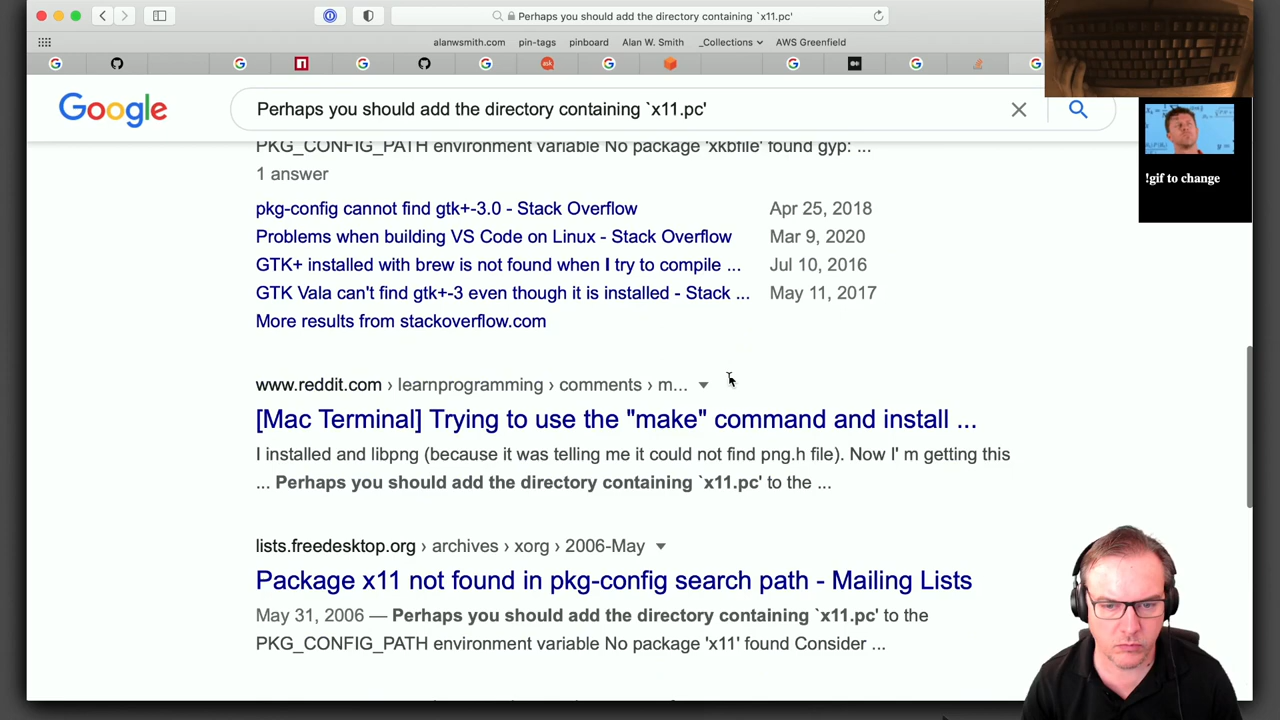 Perhaps you should add the directory containing `x11.pc'
alanwsmith.com pin-tags pinboard Alan W. Smith _Collections AWS Greenfield
Google
Perhaps you should add the directory containing `x11.pc'
PKG_CONFIG_PATH environment variable No package 'xkbfile' found gyp: ...
1 answer
pkg-config cannot find gtk+-3.0 - Stack Overflow Apr 25, 2018
Problems when building VS Code on Linux - Stack Overflow Mar 9, 2020
GTK+ installed with brew is not found when I try to compile ... Jul 10, 2016
GTK Vala can't find gtk+-3 even though it is installed - Stack ... May 11, 2017
More results from stackoverflow.com
www.reddit.com › learnprogramming › comments › m...
[Mac Terminal] Trying to use the "make" command and install ...
I installed and libpng (because it was telling me it could not find png.h file). Now I' m getting this
... Perhaps you should add the directory containing `x11.pc' to the ...
lists.freedesktop.org › archives › xorg › 2006-May
Package x11 not found in pkg-config search path - Mailing Lists
May 31, 2006 — Perhaps you should add the directory containing `x11.pc' to the
PKG_CONFIG_PATH environment variable No package 'x11' found Consider ...
!gif to change